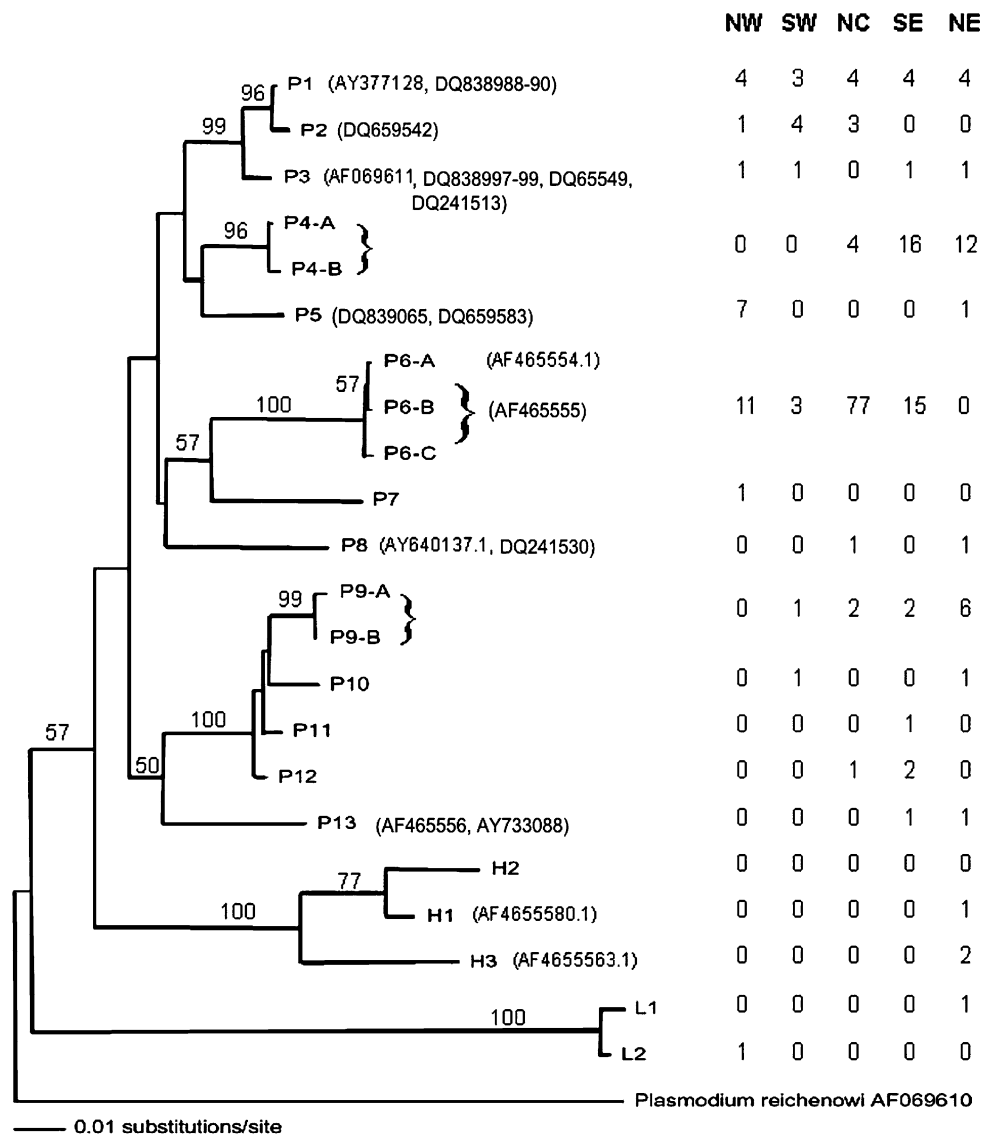 NW SW NC SE NE
96 P1 (AY377128, DQ838988-90) 4 3 4 4 4
99 P2 (DQ659542) 1 4 3 0 0
P3 (AF069611, DQ838997-99, DQ65549, 1 1 0 1 1
DQ241513)
P4-A
96 } 0 0 4 16 12
P4-B
P5 (DQ839065, DQ659583) 7 0 0 0 1
P6-A (AF465554.1)
57
100 P6-B } (AF465555) 11 3 77 15 0
57 P6-C
P7 1 0 0 0 0
P8 (AY640137.1, DQ241530) 0 0 1 0 1
P9-A
99 } 0 1 2 2 6
P9-B
P10 0 1 0 0 1
100 P11 0 0 0 1 0
57
50 P12 0 0 1 2 0
P13 (AF465556, AY733088) 0 0 0 1 1
H2 0 0 0 0 0
77
100 H1 (AF4655580.1) 0 0 0 0 1
H3 (AF4655563.1) 0 0 0 0 2
L1 0 0 0 0 1
100
L2 1 0 0 0 0
Plasmodium reichenowi AF069610
0.01 substitutions/site